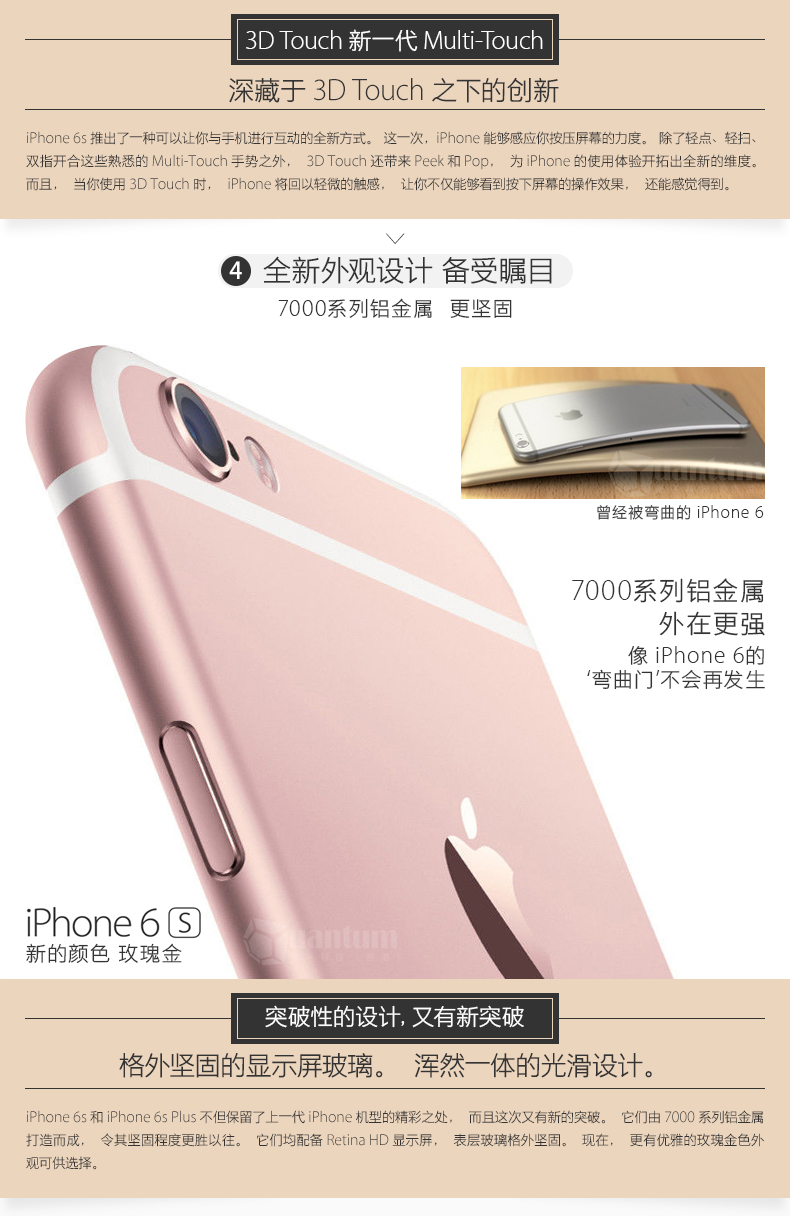 3D Touch 新一代 Multi-Touch
深藏于 3D Touch 之下的创新
iPhone 6s 推出了一种可以让你与手机进行互动的全新方式。 这一次，iPhone 能够感应你按压屏幕的力度。 除了轻点、轻扫、
双指开合这些熟悉的 Multi-Touch 手势之外， 3D Touch 还带来 Peek 和 Pop， 为 iPhone 的使用体验开拓出全新的维度。
而且， 当你使用 3D Touch 时， iPhone 将回以轻微的触感， 让你不仅能够看到按下屏幕的操作效果， 还能感觉得到。
4 全新外观设计 备受瞩目
7000系列铝金属 更坚固
uantum
曾经被弯曲的 iPhone 6
7000系列铝金属
外在更强
像 iPhone 6的
‘弯曲门’不会再发生
iPhone 6 S
新的颜色 玫瑰金
uantum
突破性的设计, 又有新突破
格外坚固的显示屏玻璃。 浑然一体的光滑设计。
iPhone 6s 和 iPhone 6s Plus 不但保留了上一代 iPhone 机型的精彩之处， 而且这次又有新的突破。 它们由 7000 系列铝金属
打造而成， 令其坚固程度更胜以往。 它们均配备 Retina HD 显示屏， 表层玻璃格外坚固。 现在， 更有优雅的玫瑰金色外
观可供选择。